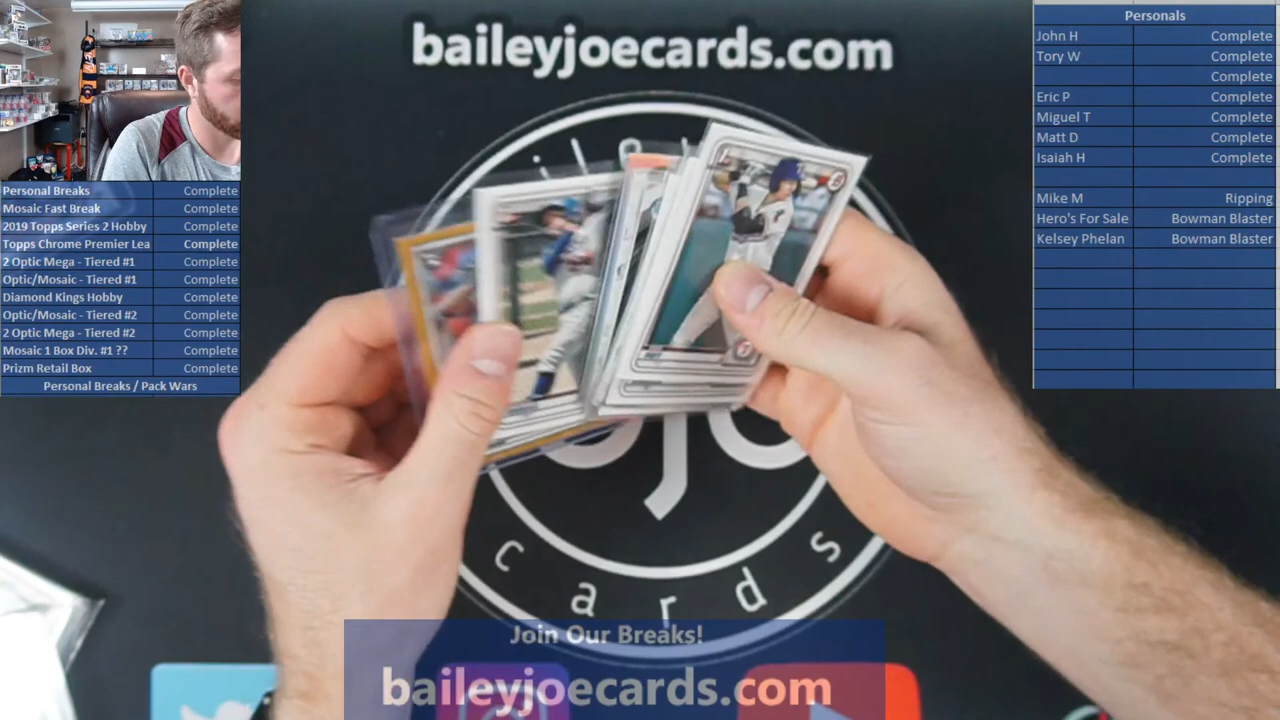 baileyjoecards.com
Personals
John H Complete
Tory W Complete
Complete
Eric P Complete
Miguel T Complete
Matt D Complete
Isaiah H Complete
Mike M Ripping
Hero's For Sale Bowman Blaster
Kelsey Phelan Bowman Blaster
Personal Breaks Complete
Mosaic Fast Break Complete
2019 Topps Series 2 Hobby Complete
Topps Chrome Premier Lea Complete
2 Optic Mega - Tiered #1 Complete
Optic/Mosaic - Tiered #1 Complete
Diamond Kings Hobby Complete
Optic/Mosaic - Tiered #2 Complete
2 Optic Mega - Tiered #2 Complete
Mosaic 1 Box Div. #1 ?? Complete
Prizm Retail Box Complete
Personal Breaks / Pack Wars
cards
Join Our Breaks!
baileyjoecards.com